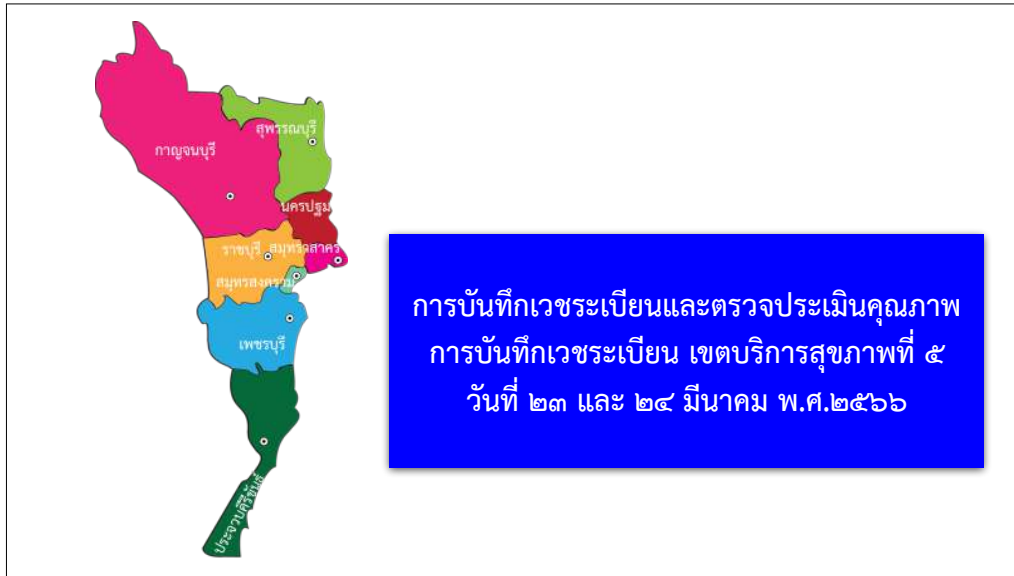 สุพรรณบุรี
กาญจนบุรี
นครปฐม
ราชบุรี สมุทรสาคร
สมุทรสงคราม
เพชรบุรี
ประจวบคีรีขันธ์
การบันทึกเวชระเบียนและตรวจประเมินคุณภาพ
การบันทึกเวชระเบียน เขตบริการสุขภาพที่ ๕
วันที่ ๒๓ และ ๒๔ มีนาคม พ.ศ.๒๕๖๖